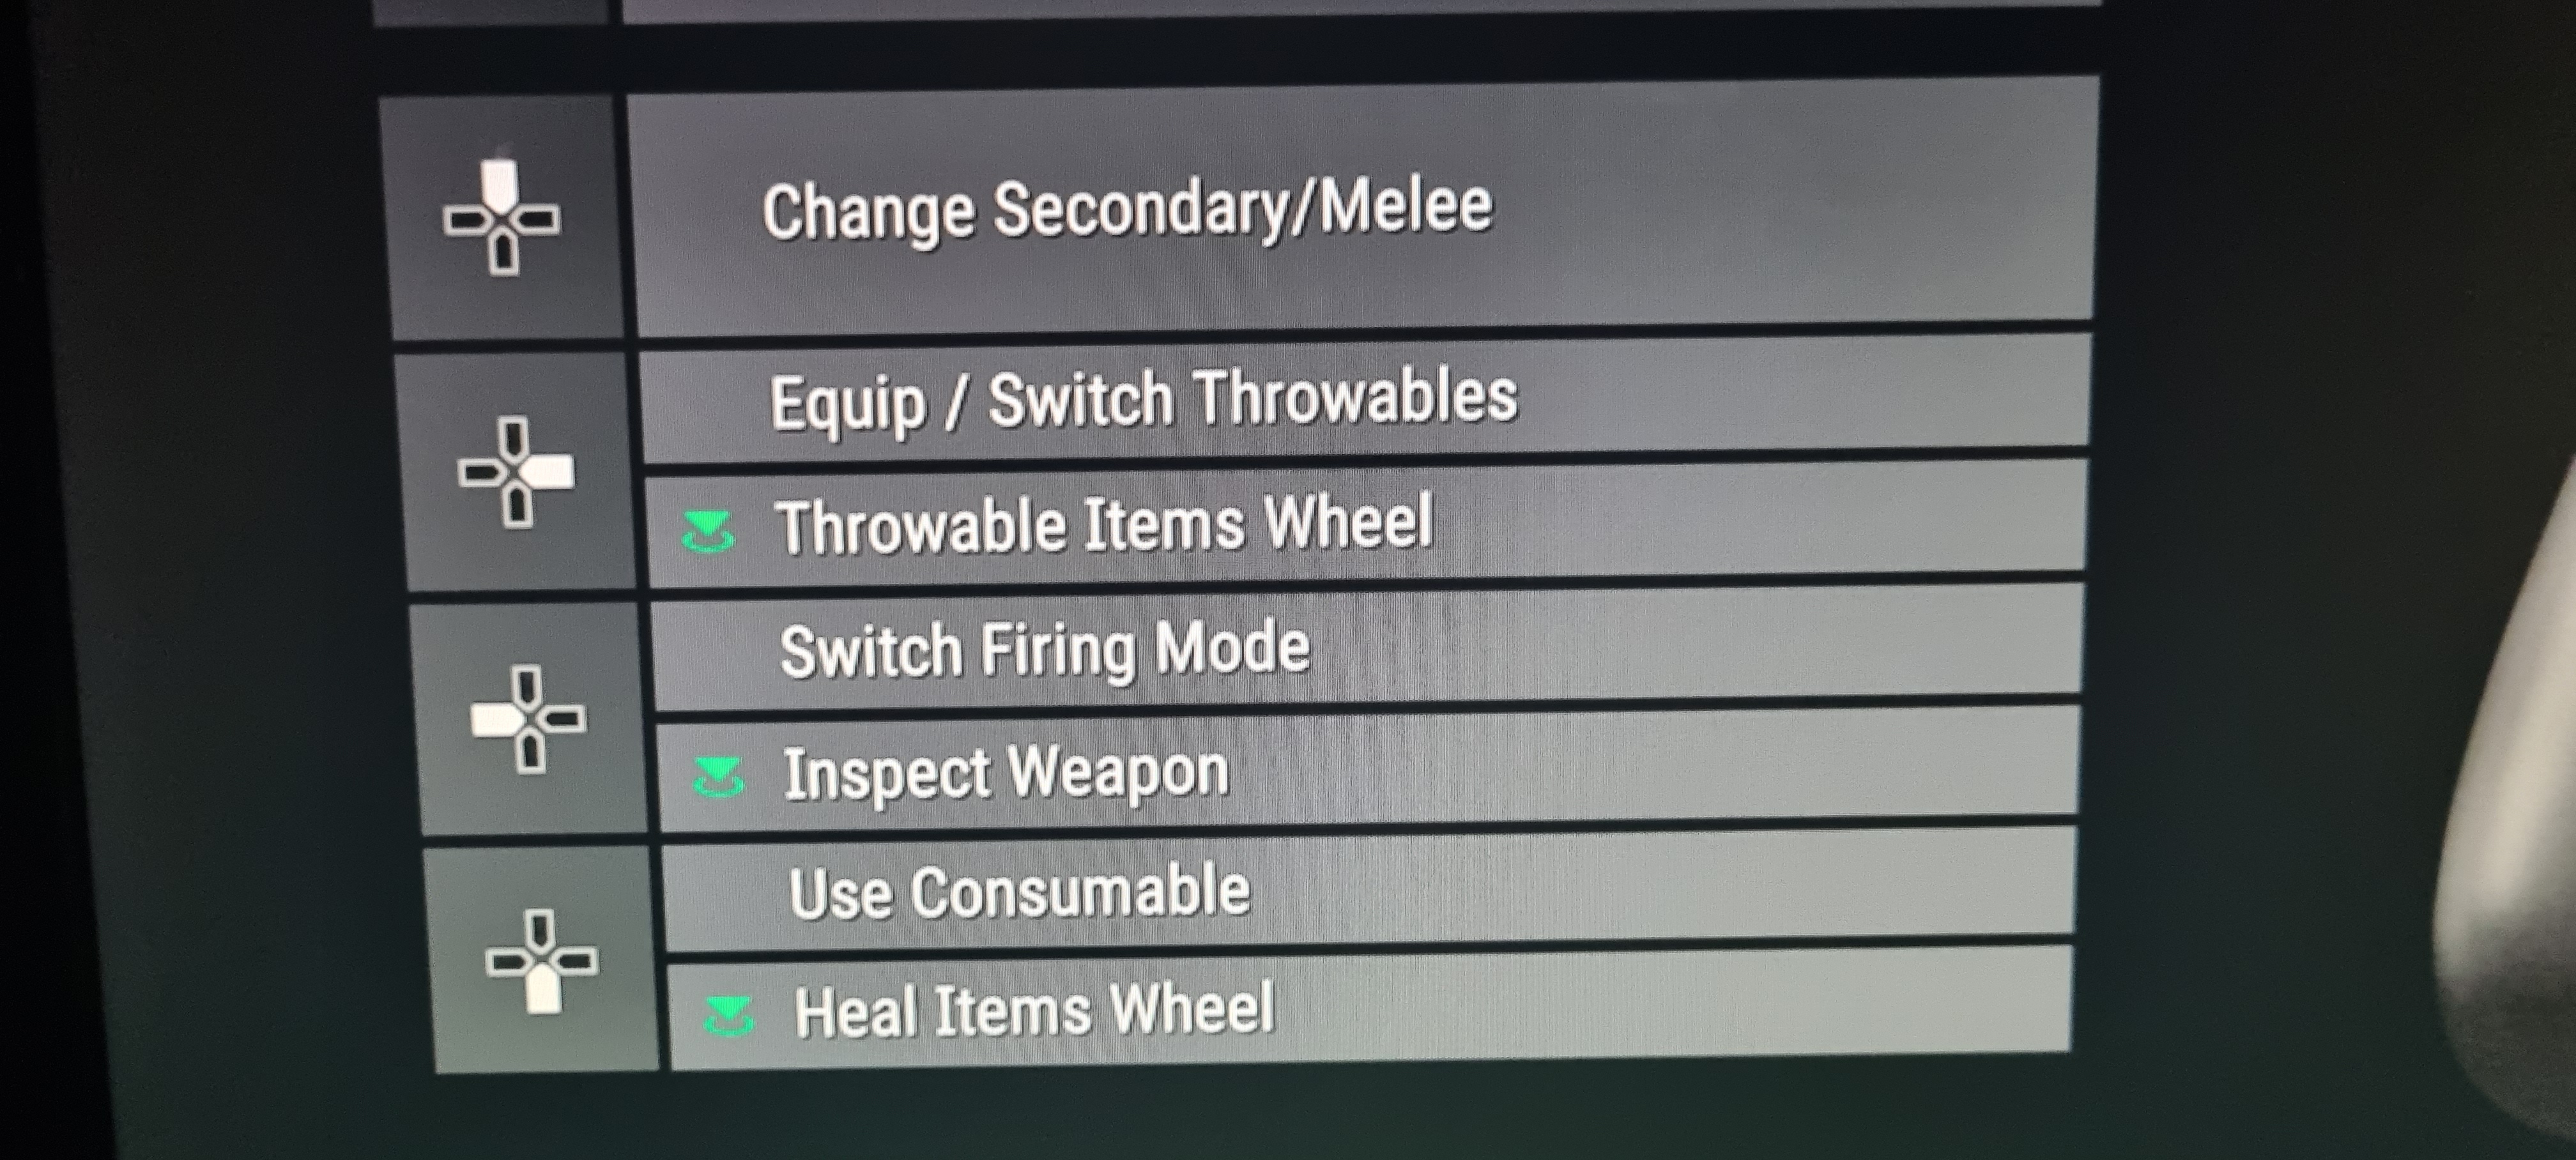 Change Secondary/Melee
Equip / Switch Throwables
Throwable Items Wheel
Switch Firing Mode
Inspect Weapon
Use Consumable
Heal Items Wheel